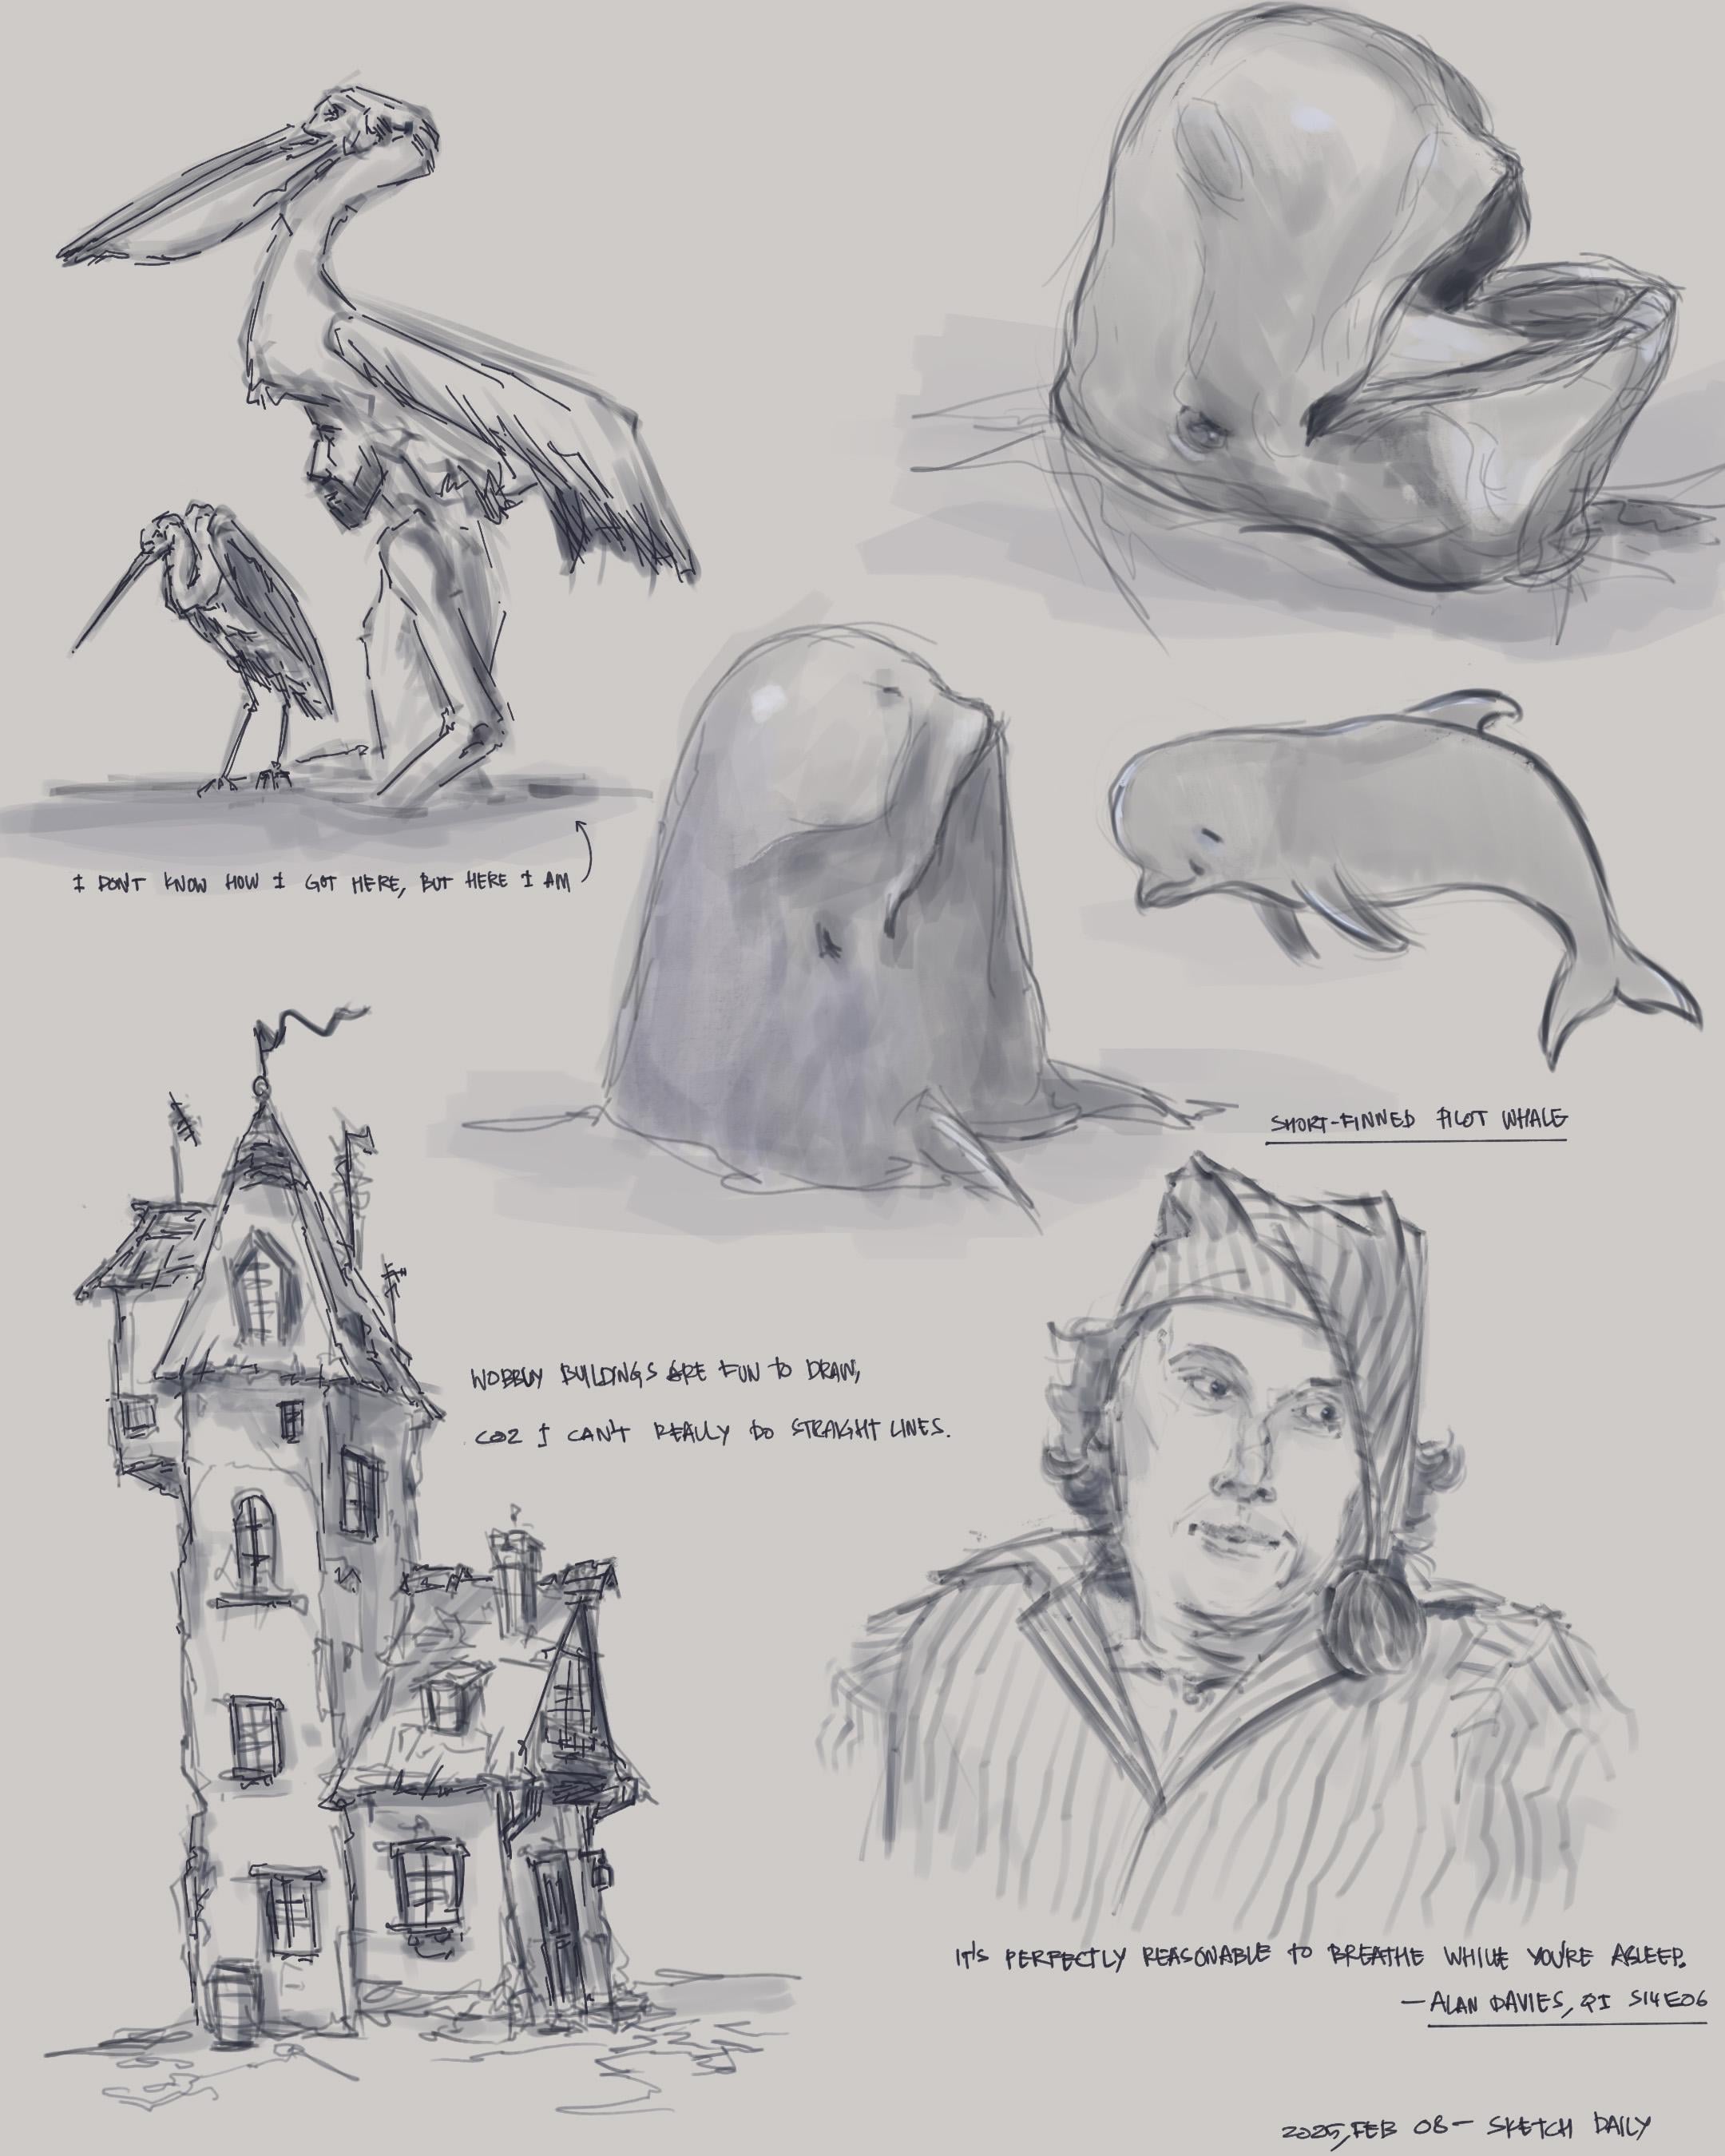 I DON'T KNOW HOW I GOT HERE, BUT HERE I AM
SHORT-FINNED PILOT WHALE
WOBBLY BUILDINGS ARE FUN TO DRAW,
COZ I CAN'T REALLY DO STRAIGHT LINES.
IT'S PERFECTLY REASONABLE TO BREATHE WHILE YOU'RE ASLEEP.
—ALAN DAVIES, QI S14E06
2025, FEB 08 - SKETCH DAILY